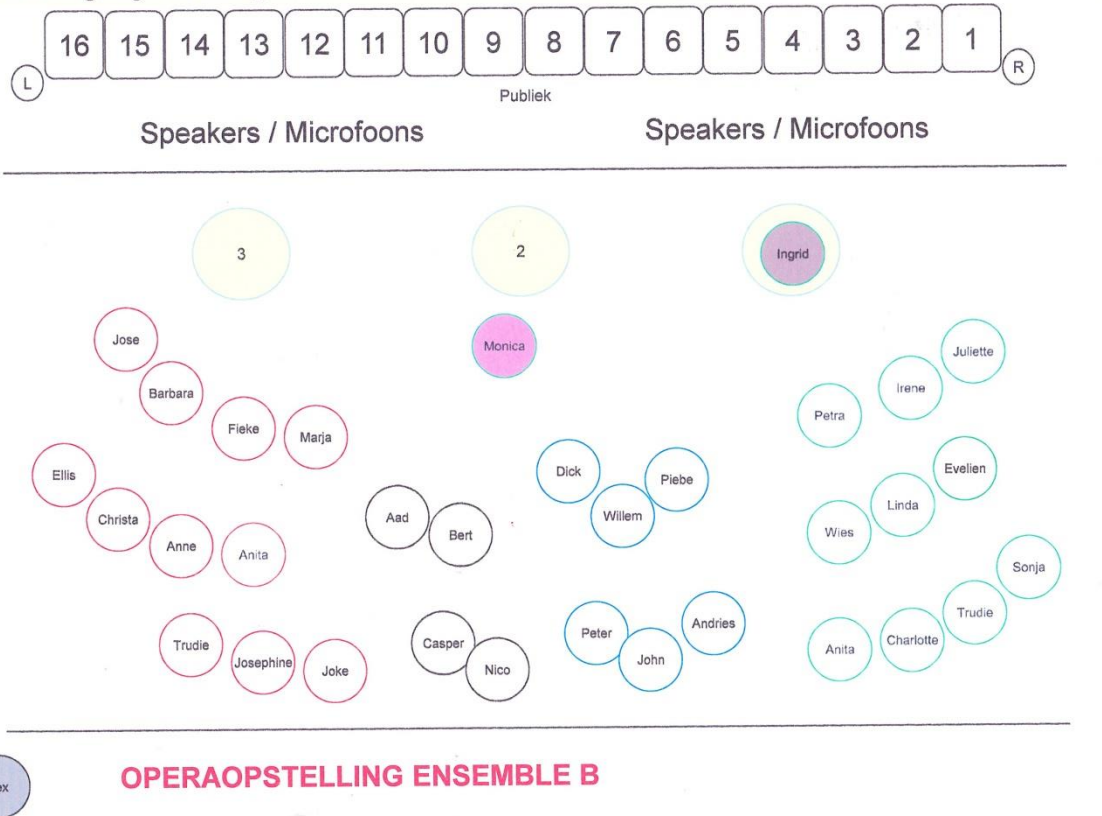 16 15 14 13 12 11 10 9 8 7 6 5 4 3 2 1
L R
Publiek
Speakers / Microfoons Speakers / Microfoons
3 2 Ingrid
Jose
Monica
Juliette
Barbara
Irene
Petra
Fieke
Marja
Ellis
Dick
Piebe
Evelien
Christa
Aad
Willem
Linda
Anne
Anita
Bert
Wies
Sonja
Trudie
Josephine
Joke
Casper
Nico
Peter
John
Andries
Anita
Charlotte
Trudie
OPERAOPSTELLING ENSEMBLE B